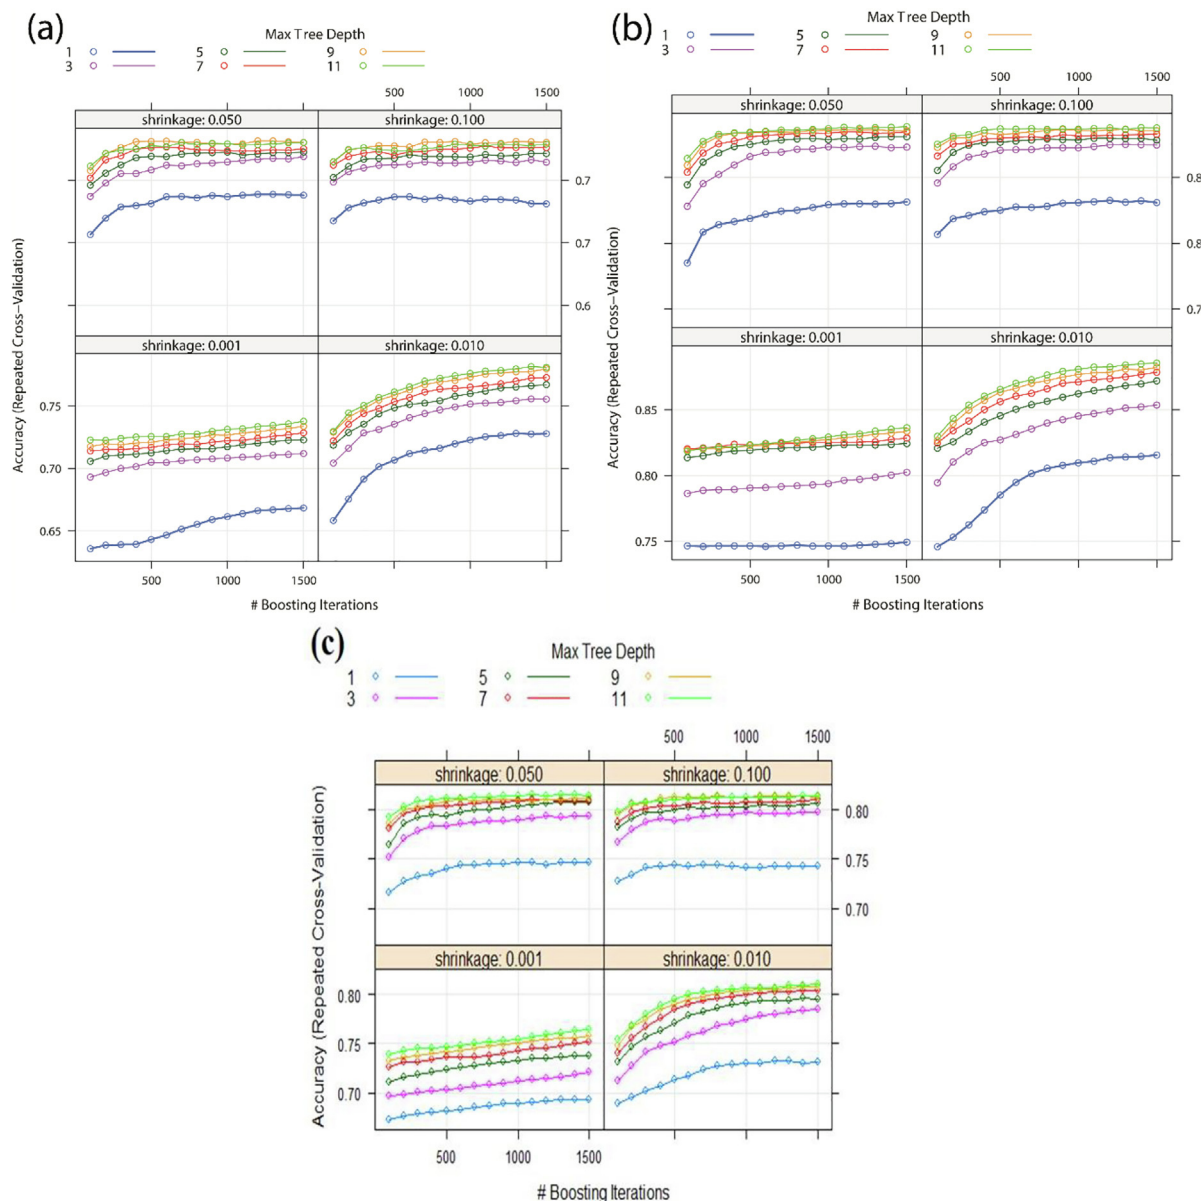 (a)
Max Tree Depth
1 5 9
3 7 11
500 1000 1500
shrinkage: 0.050 shrinkage: 0.100
0.7
0.7
0.6
shrinkage: 0.001 shrinkage: 0.010
0.75
0.70
0.65
500 1000 1500
Accuracy (Repeated Cross-Validation)
# Boosting Iterations
(b)
Max Tree Depth
1 5 9
3 7 11
500 1000 1500
shrinkage: 0.050 shrinkage: 0.100
0.8
0.8
0.7
shrinkage: 0.001 shrinkage: 0.010
0.85
0.80
0.75
500 1000 1500
Accuracy (Repeated Cross-Validation)
# Boosting Iterations
(c)
Max Tree Depth
1 5 9
3 7 11
500 1000 1500
shrinkage: 0.050 shrinkage: 0.100
0.80
0.75
0.70
shrinkage: 0.001 shrinkage: 0.010
0.80
0.75
0.70
500 1000 1500
Accuracy (Repeated Cross-Validation)
# Boosting Iterations